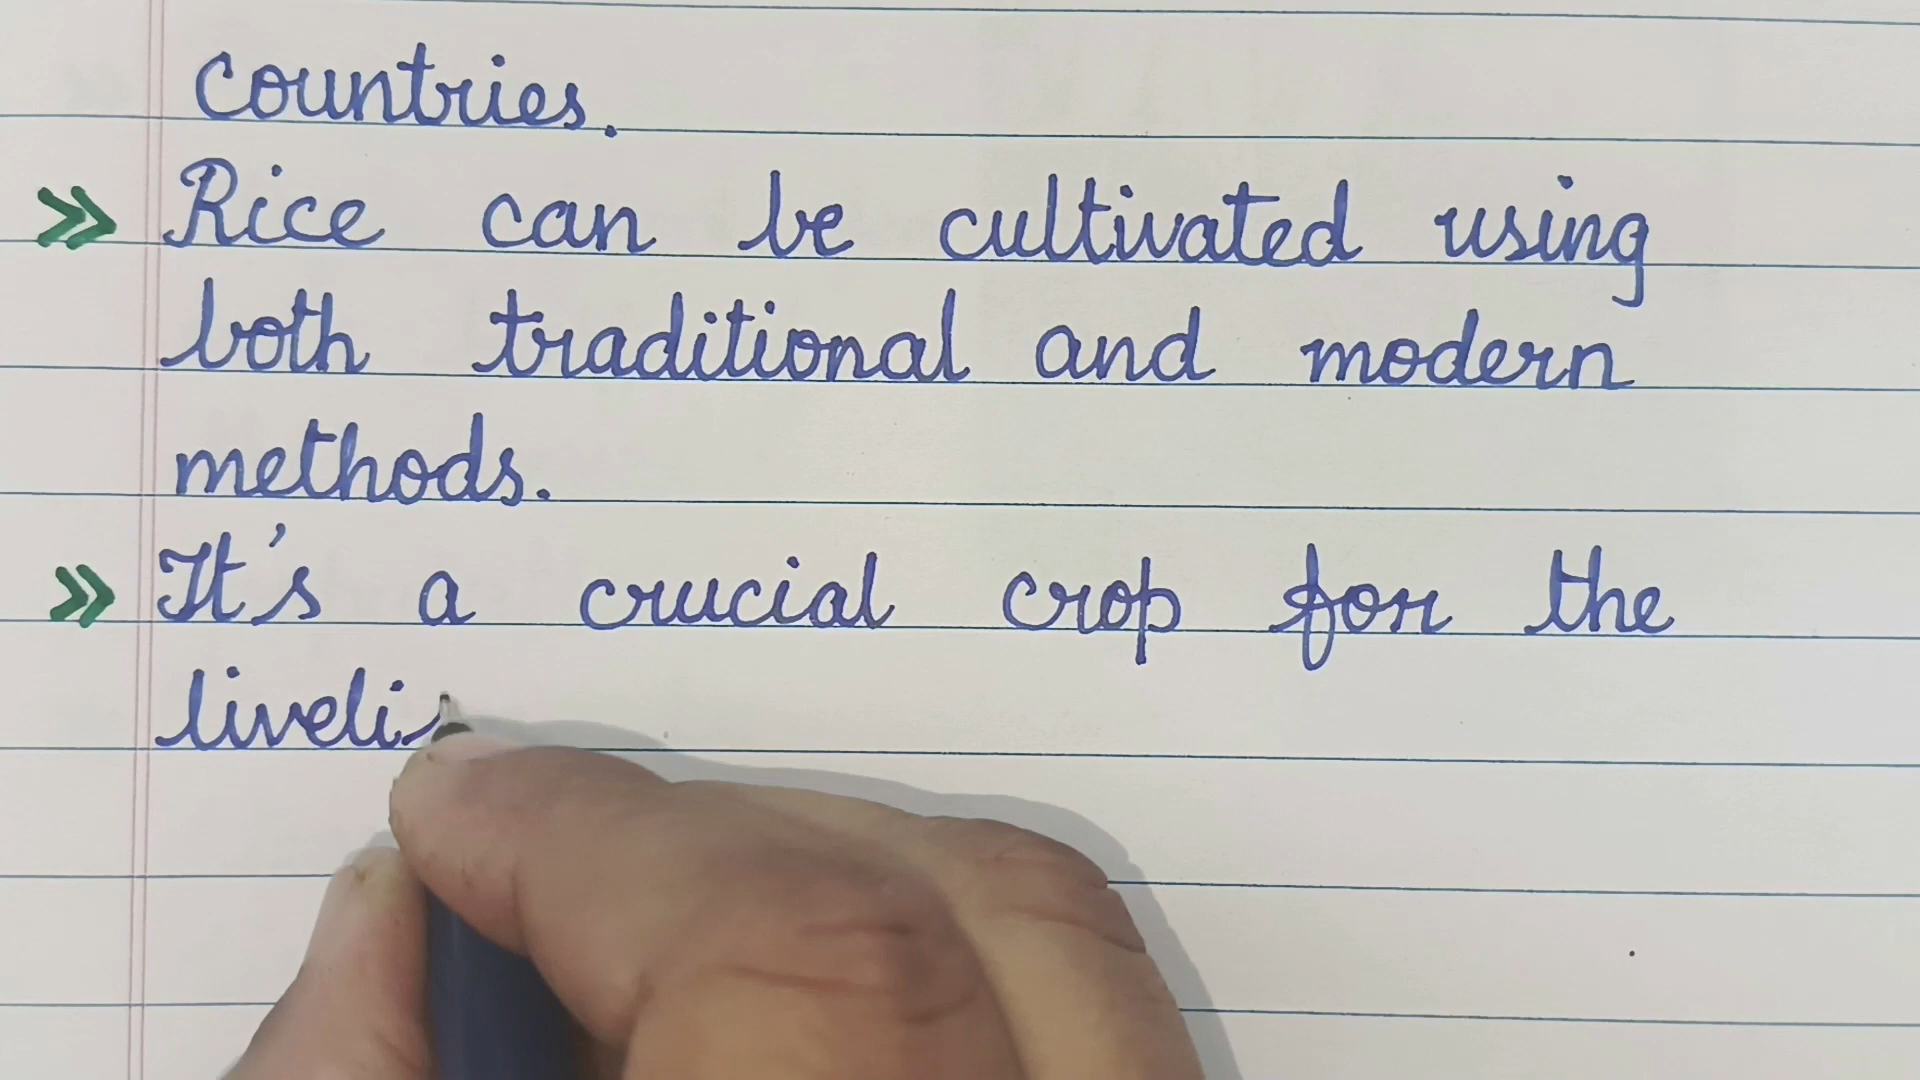 countries.
» Rice can be cultivated using
both traditional and modern
methods.
» It's a crucial crop for the
liveli